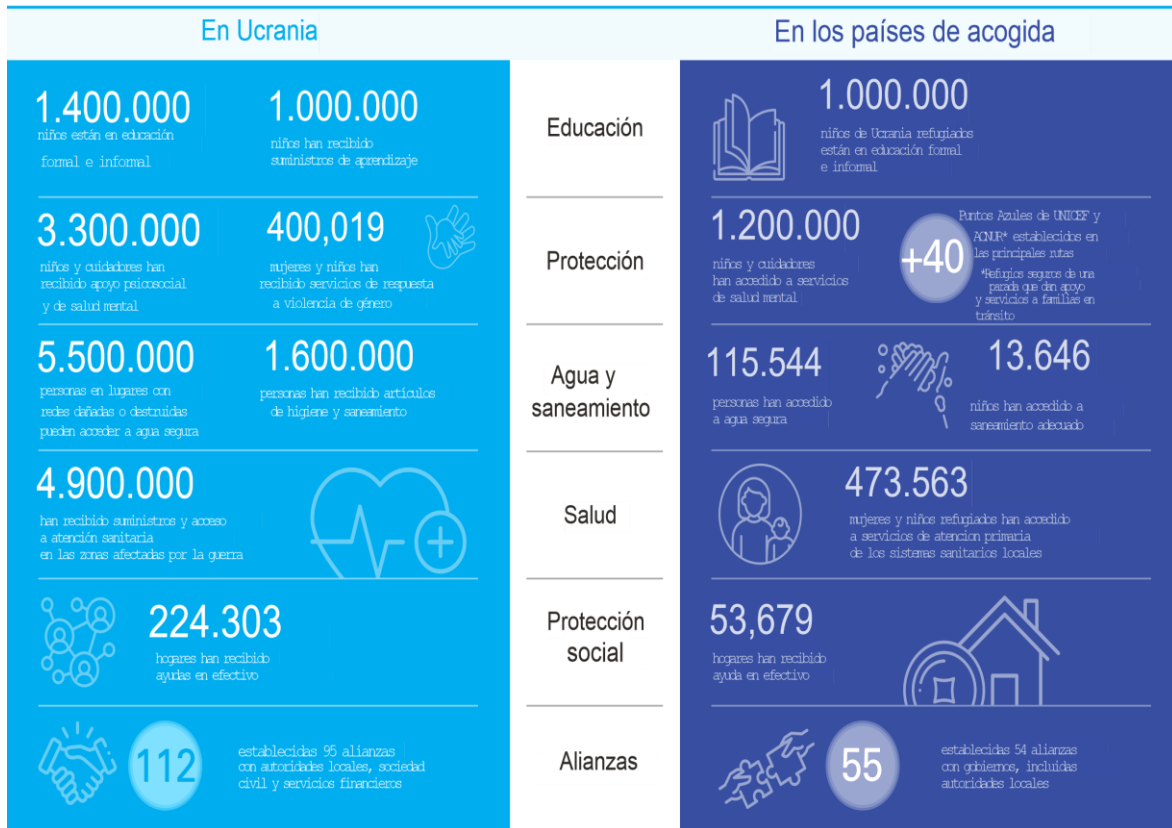 En Ucrania
En los países de acogida
1.400.000
niños están en educación
formal e informal
1.000.000
niños han recibido
suministros de aprendizaje
Educación
1.000.000
niños de Ucrania refugiados
están en educación formal
e informal
3.300.000
niños y cuidadores han
recibido apoyo psicosocial
y de salud mental
400,019
mujeres y niños han
recibido servicios de respuesta
a violencia de género
Protección
1.200.000
niños y cuidadores
han accedido a servicios
de salud mental
+40
Puntos Azules de UNICEF y
ACNUR* establecidos en
las principales rutas
*Refugios seguros de una
parada que dan apoyo
y servicios a familias en
tránsito
5.500.000
personas en lugares con
redes dañadas o destruidas
pueden acceder a agua segura
1.600.000
personas han recibido artículos
de higiene y saneamiento
Agua y
saneamiento
115.544
personas han accedido
a agua segura
13.646
niños han accedido a
saneamiento adecuado
4.900.000
han recibido suministros y acceso
a atención sanitaria
en las zonas afectadas por la guerra
Salud
473.563
mujeres y niños refugiados han accedido
a servicios de atencion primaria
de los sistemas sanitarios locales
224.303
hogares han recibido
ayudas en efectivo
Protección
social
53,679
hogares han recibido
ayuda en efectivo
112
establecidas 95 alianzas
con autoridades locales, sociedad
civil y servicios financieros
Alianzas
55
establecidas 54 alianzas
con gobiernos, incluidas
autoridades locales